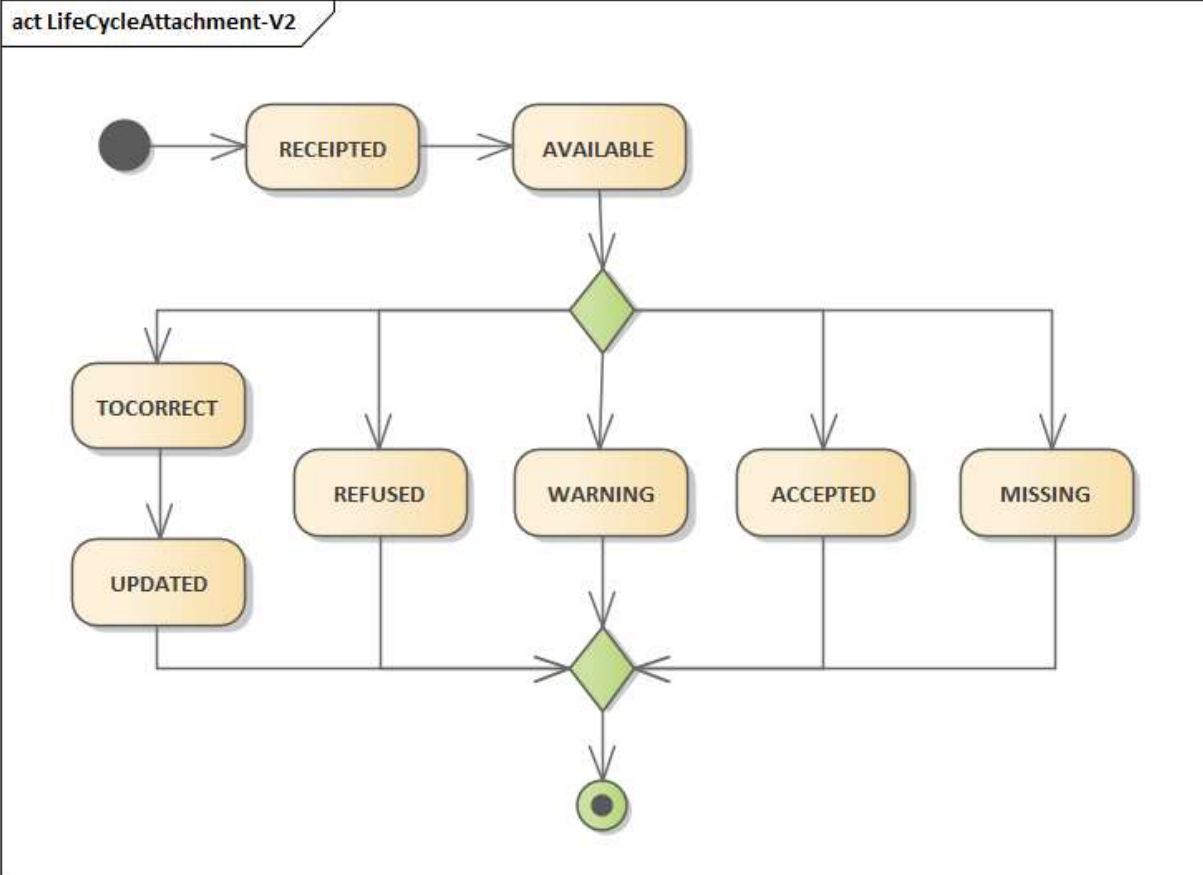 act LifeCycleAttachment-V2
RECEIPTED
AVAILABLE
TOCORRECT
REFUSED
WARNING
ACCEPTED
MISSING
UPDATED